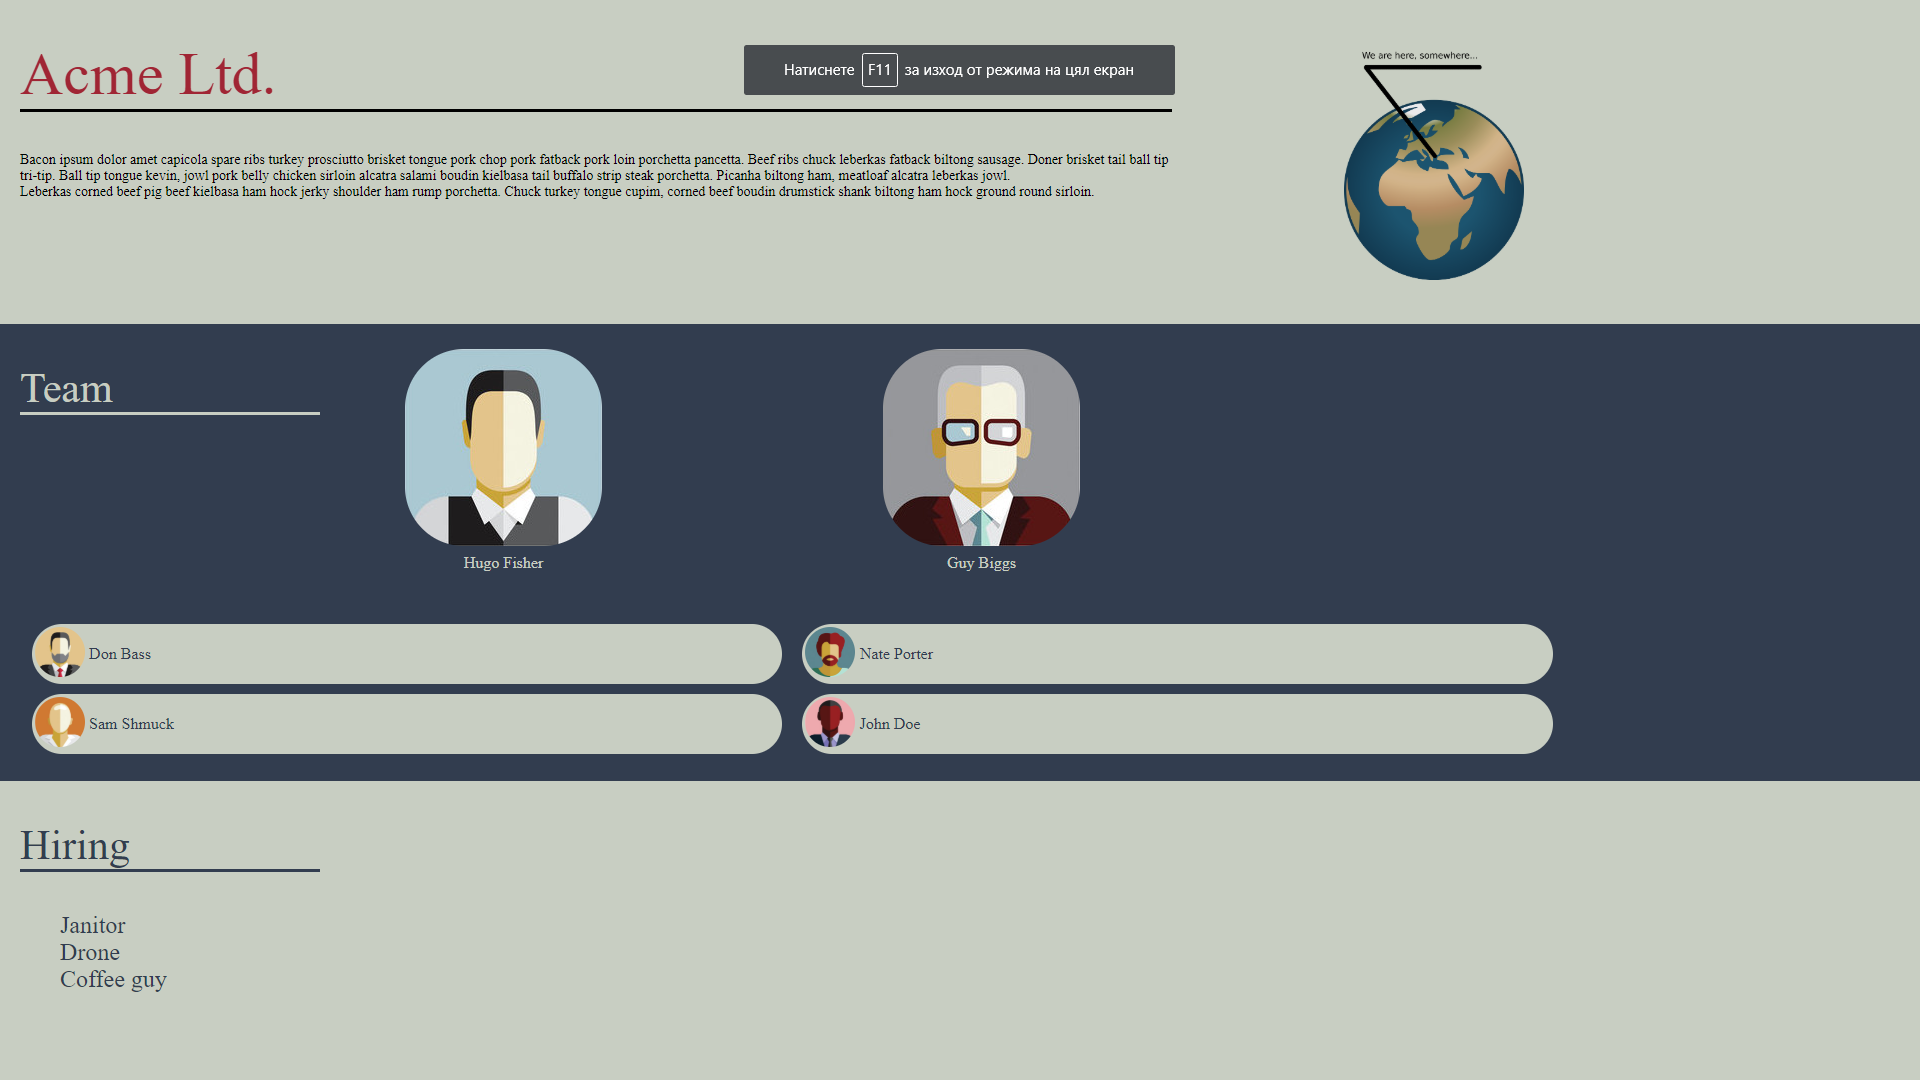 Acme Ltd.
Натиснете F11 за изход от режима на цял екран
We are here, somewhere...
Bacon ipsum dolor amet capicola spare ribs turkey prosciutto brisket tongue pork chop pork fatback pork loin porchetta pancetta. Beef ribs chuck leberkas fatback biltong sausage. Doner brisket tail ball tip
tri-tip. Ball tip tongue kevin, jowl pork belly chicken sirloin alcatra salami boudin kielbasa tail buffalo strip steak porchetta. Picanha biltong ham, meatloaf alcatra leberkas jowl.
Leberkas corned beef pig beef kielbasa ham hock jerky shoulder ham rump porchetta. Chuck turkey tongue cupim, corned beef boudin drumstick shank biltong ham hock ground round sirloin.
Team
Hugo Fisher
Guy Biggs
Don Bass
Nate Porter
Sam Shmuck
John Doe
Hiring
Janitor
Drone
Coffee guy